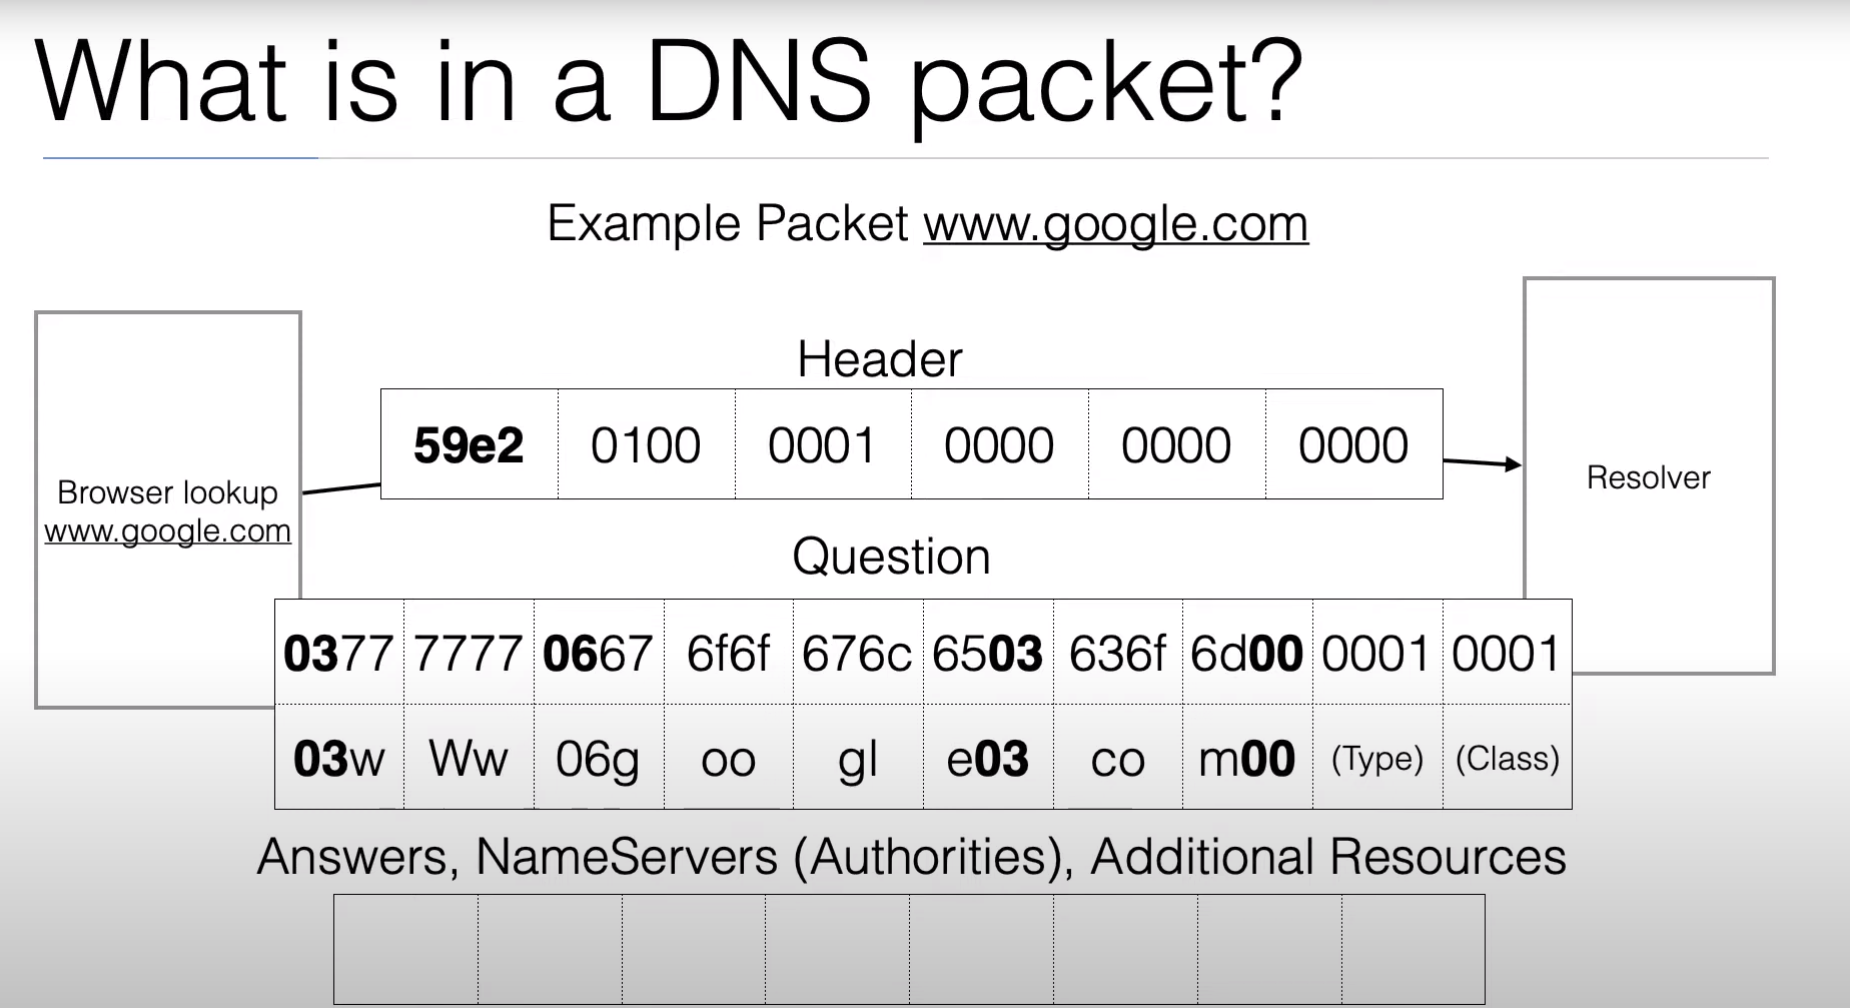 What is in a DNS packet?
Example Packet www.google.com
Header
59e2 0100 0001 0000 0000 0000
Browser lookup
www.google.com
Resolver
Question
0377 7777 0667 6f6f 676c 6503 636f 6d00 0001 0001
03w Ww 06g oo gl e03 co m00 (Type) (Class)
Answers, NameServers (Authorities), Additional Resources